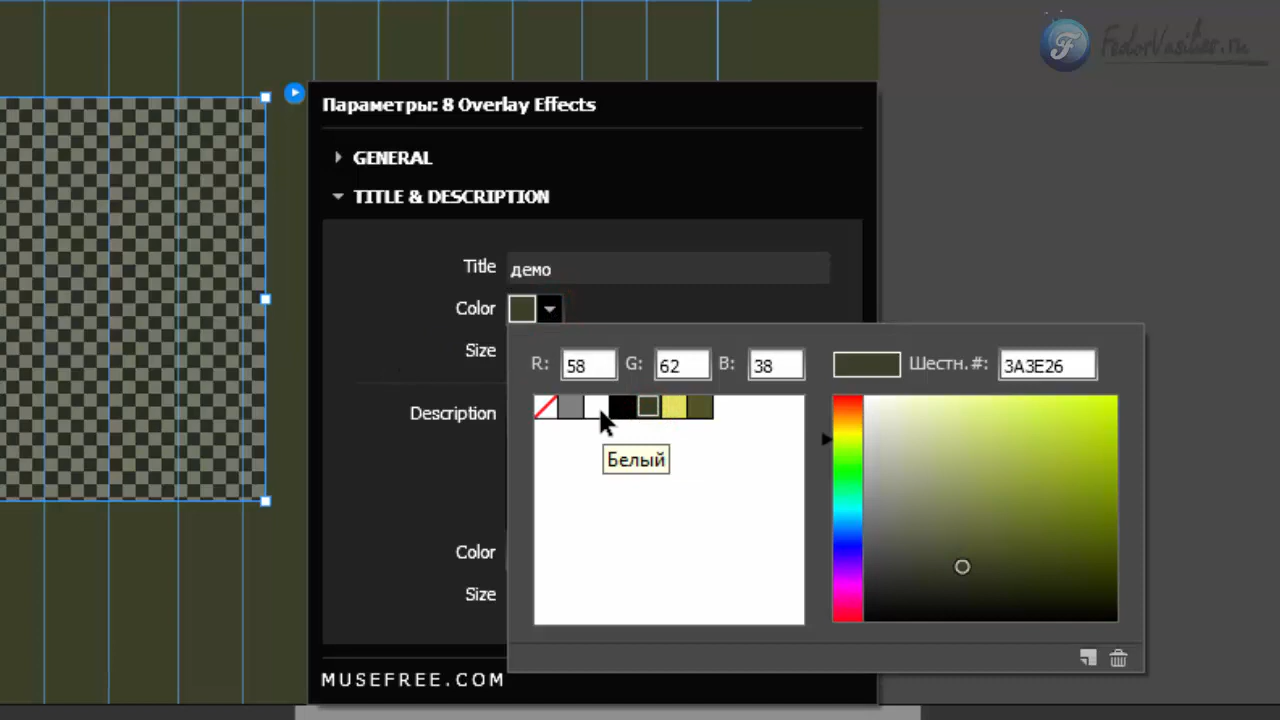 FedorVasiliev.ru
Параметры: 8 Overlay Effects
GENERAL
TITLE & DESCRIPTION
Title демо
Color
Size
R: 58 G: 62 B: 38 Шестн.#: 3A3E26
Description
Белый
Color
Size
MUSEFREE.COM